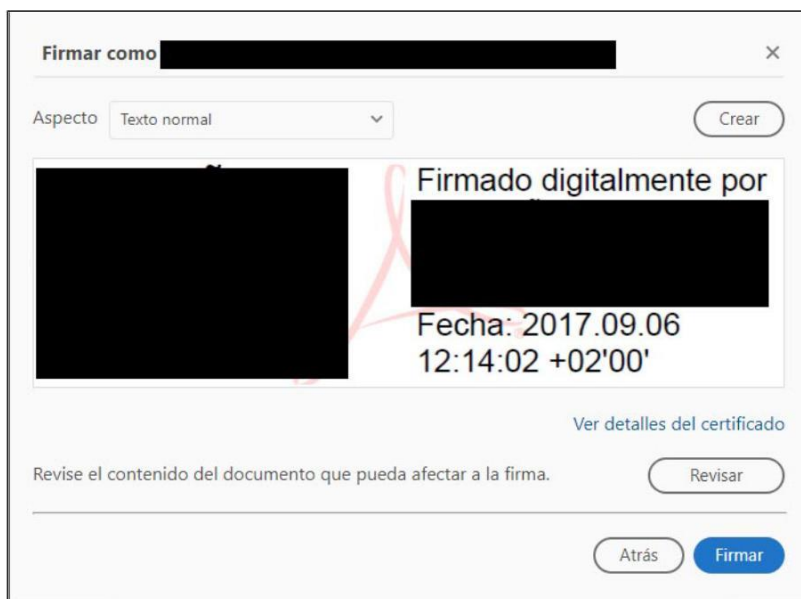 Firmar como
Aspecto Texto normal Crear
Firmado digitalmente por
Fecha: 2017.09.06
12:14:02 +02'00'
Ver detalles del certificado
Revise el contenido del documento que pueda afectar a la firma. Revisar
Atrás Firmar